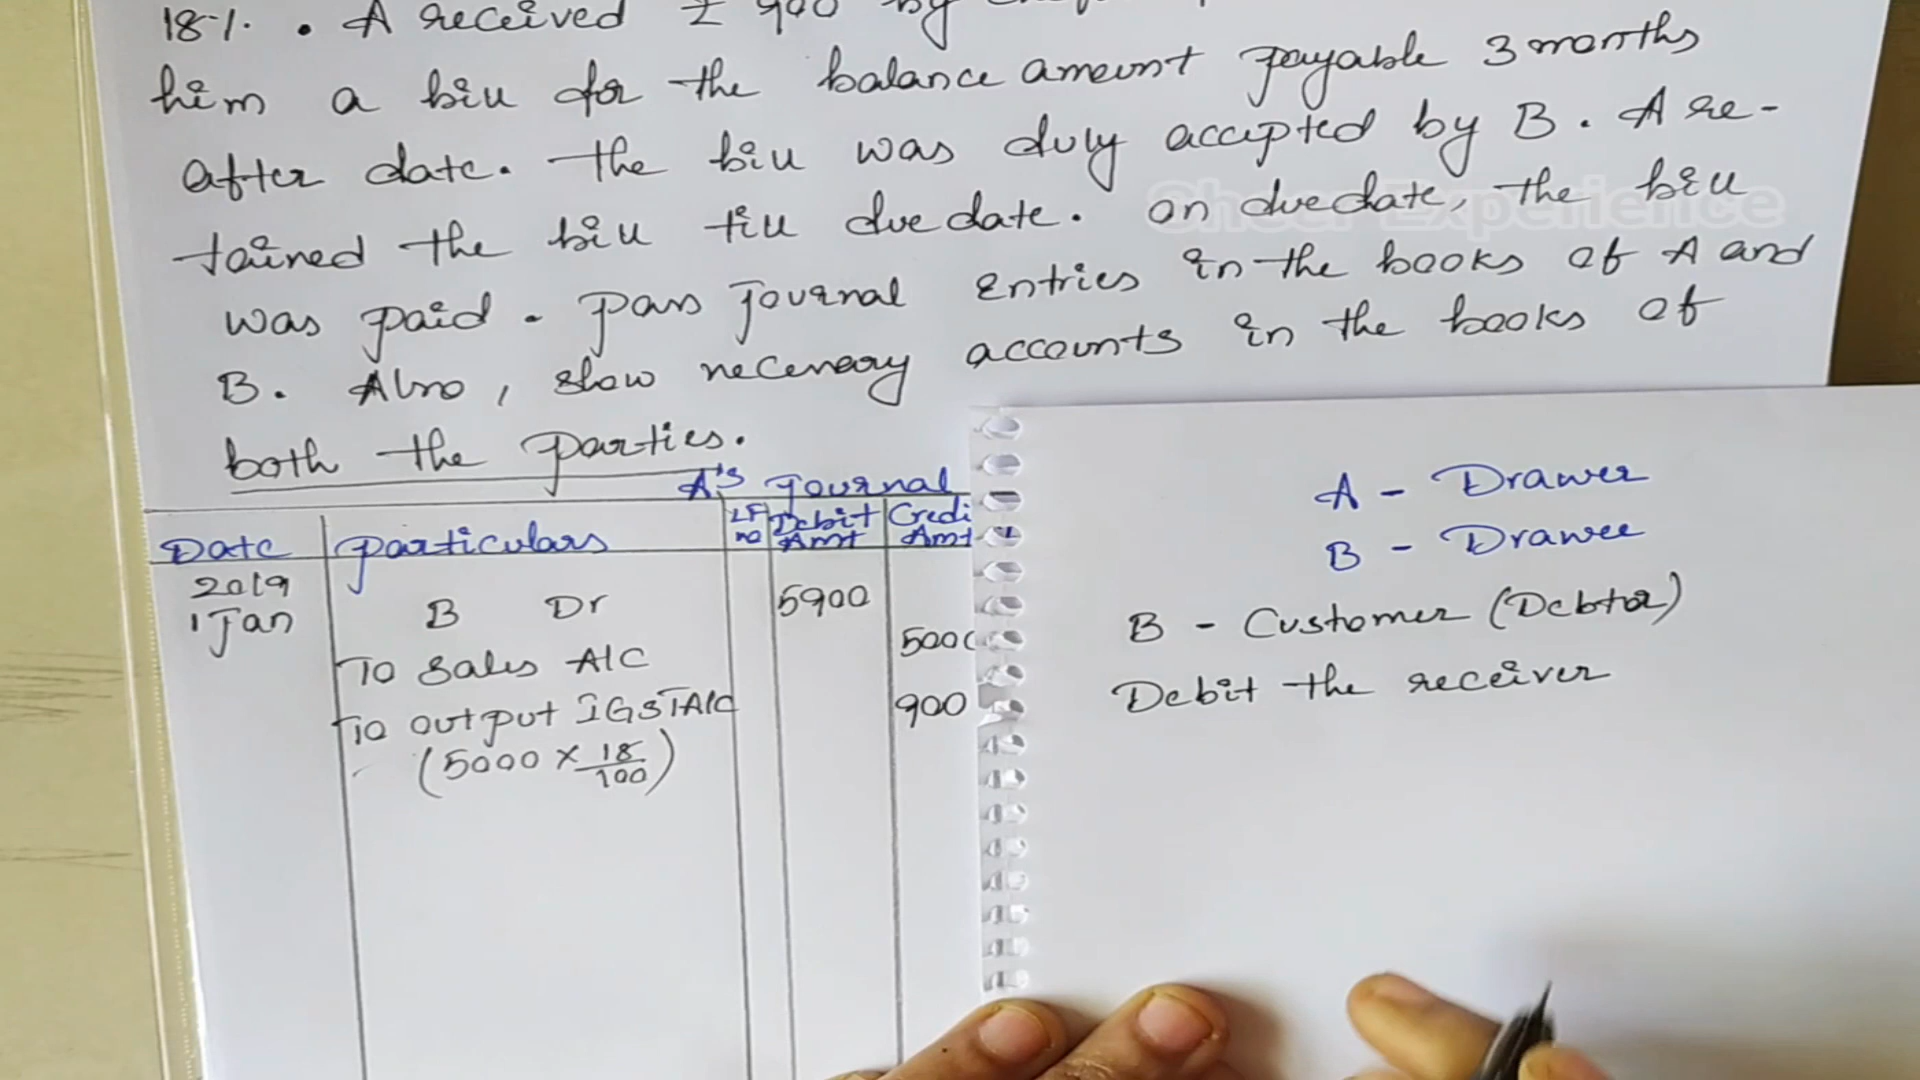 18%. . A received ₹ 900 by
him a bill for the balance amount payable 3 months
after date. The bill was duly accepted by B. A re-
tained the bill till due date. On due date, the bill
was paid. Pass Journal entries in the books of A and
B. Also, show necessary accounts in the books of
both the parties.
Cheer Experience
A's Journal
Date Particulars LF no Debit Amt Credi Amt
2019
1 Jan B Dr 5900
To Sales A/C 5000
To output IGST A/C 900
(5000 × 18/100)
A - Drawer
B - Drawee
B - Customer (Debtor)
Debit the receiver